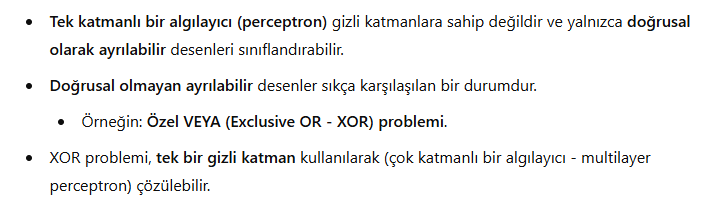 • Tek katmanlı bir algılayıcı (perceptron) gizli katmanlara sahip değildir ve yalnızca doğrusal
olarak ayrılabilir desenleri sınıflandırabilir.
• Doğrusal olmayan ayrılabilir desenler sıkça karşılaşılan bir durumdur.
• Örneğin: Özel VEYA (Exclusive OR - XOR) problemi.
• XOR problemi, tek bir gizli katman kullanılarak (çok katmanlı bir algılayıcı - multilayer
perceptron) çözülebilir.